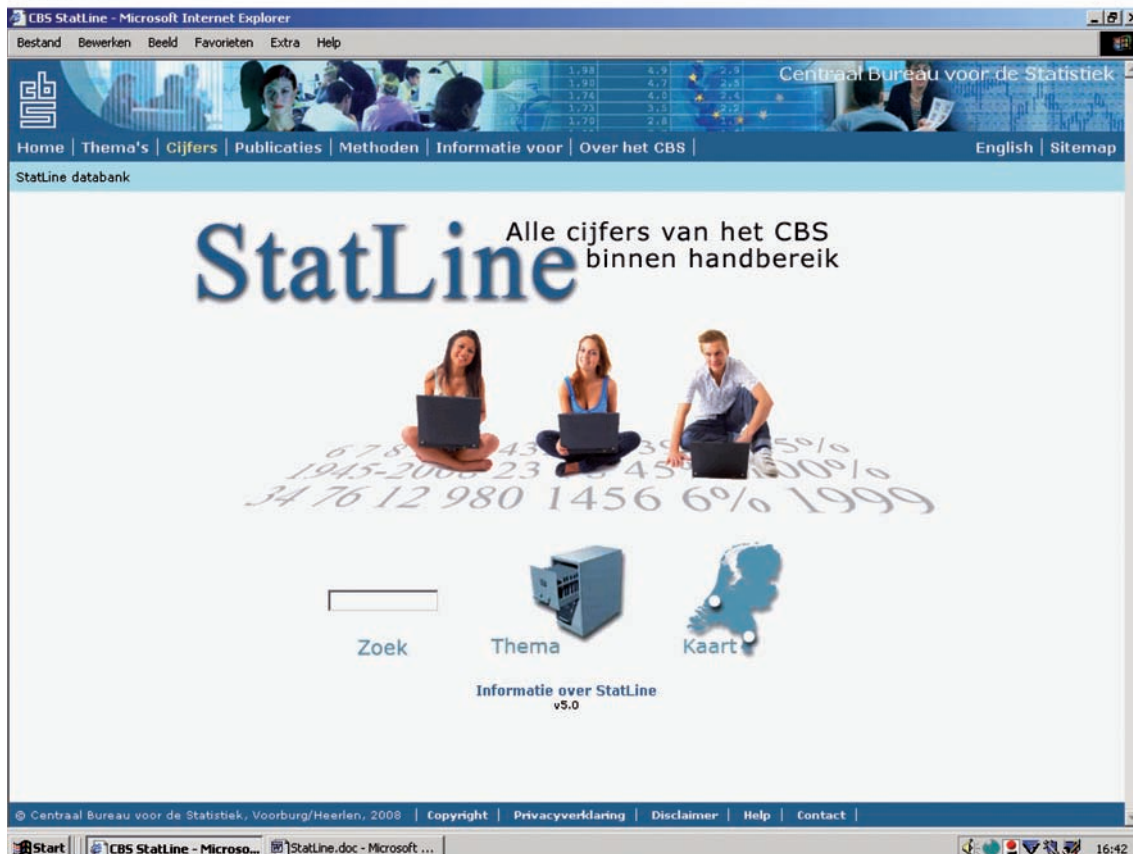 CBS StatLine - Microsoft Internet Explorer
Bestand Bewerken Beeld Favorieten Extra Help
cbs
Centraal Bureau voor de Statistiek
Home | Thema's | Cijfers | Publicaties | Methoden | Informatie voor | Over het CBS |
English | Sitemap
StatLine databank
StatLine
Alle cijfers van het CBS
binnen handbereik
34 76 12 980 1456 6% 1999
Zoek
Thema
Kaart
Informatie over StatLine
v5.0
© Centraal Bureau voor de Statistiek, Voorburg/Heerlen, 2008 | Copyright | Privacyverklaring | Disclaimer | Help | Contact |
Start
CBS StatLine - Microso...
StatLine.doc - Microsoft ...
16:42